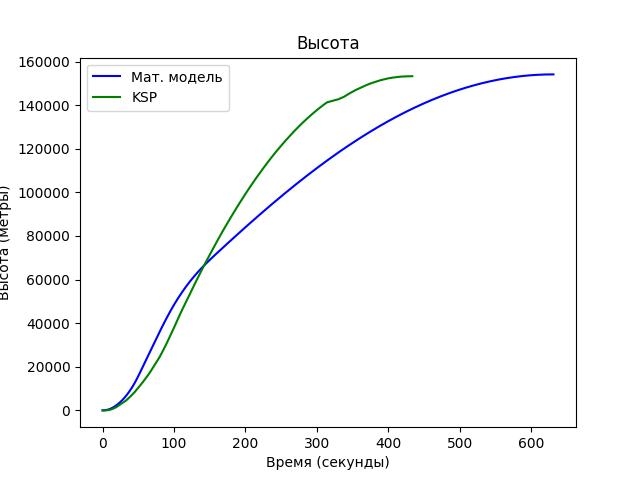 Высота
160000
140000
120000
100000
80000
60000
40000
20000
0
Высота (метры)
Мат. модель
KSP
0 100 200 300 400 500 600
Время (секунды)